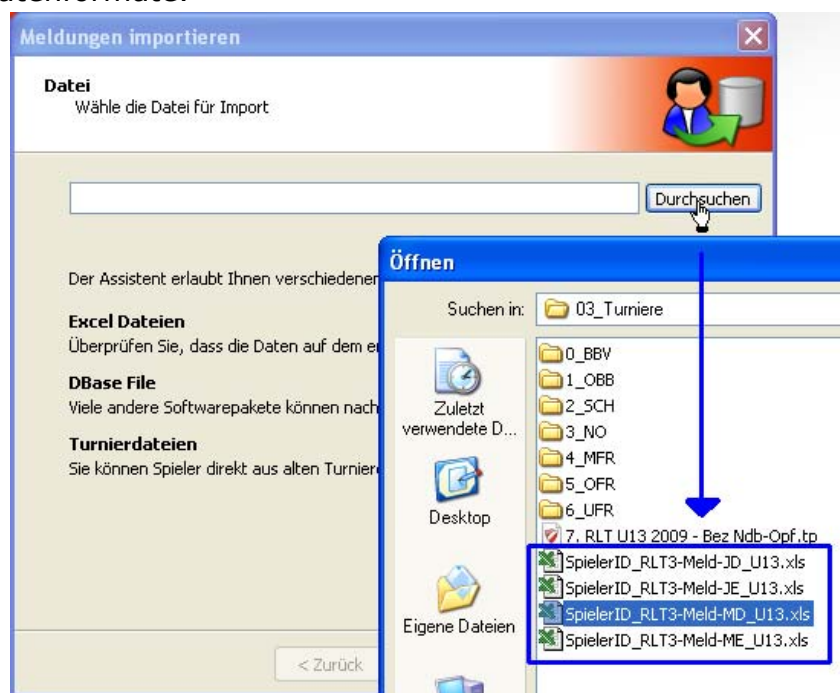 Meldungen importieren
Datei
Wähle die Datei für Import
Durchsuchen
Der Assistent erlaubt Ihnen verschiedenen
Excel Dateien
Überprüfen Sie, dass die Daten auf dem
DBase File
Viele andere Softwarepakete können nach
Turnierdateien
Sie können Spieler direkt aus alten
< Zurück
Öffnen
Suchen in:
03_Turniere
Zuletzt
verwendete D...
Desktop
Eigene Dateien
0_BBV
1_OBB
2_SCH
3_NO
4_MFR
5_OFR
6_UFR
7. RLT U13 2009 - Bez Ndb-Opf.tp
SpielerID_RLT3-Meld-JD_U13.xls
SpielerID_RLT3-Meld-JE_U13.xls
SpielerID_RLT3-Meld-MD_U13.xls
SpielerID_RLT3-Meld-ME_U13.xls